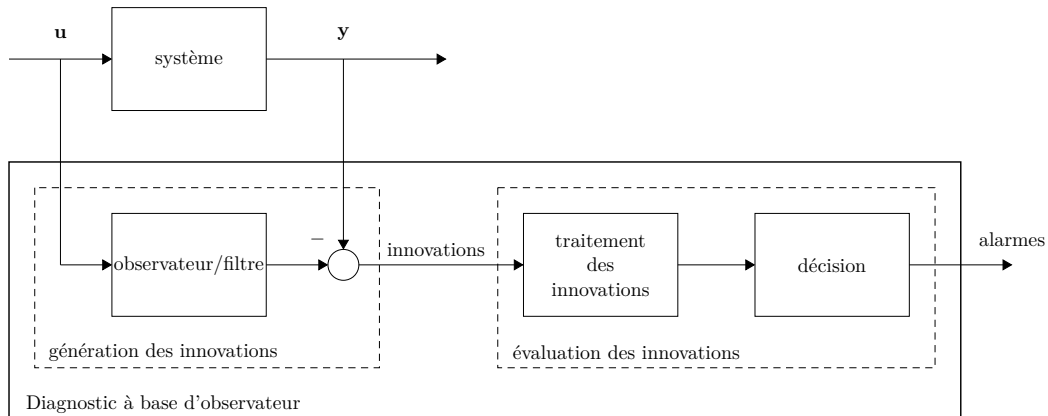 u
y
système
observateur/filtre
−
innovations
traitement
des
innovations
décision
alarmes
génération des innovations
évaluation des innovations
Diagnostic à base d'observateur